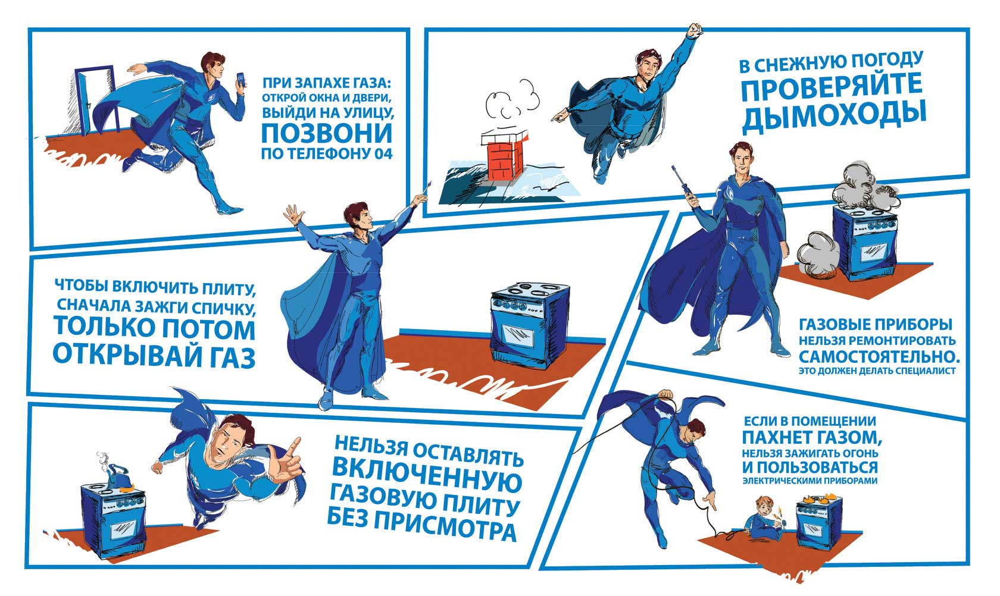 04
ПРИ ЗАПАХЕ ГАЗА:
ОТКРОЙ ОКНА И ДВЕРИ,
ВЫЙДИ НА УЛИЦУ,
ПОЗВОНИ
ПО ТЕЛЕФОНУ 04
В СНЕЖНУЮ ПОГОДУ
ПРОВЕРЯЙТЕ
ДЫМОХОДЫ
ЧТОБЫ ВКЛЮЧИТЬ ПЛИТУ,
СНАЧАЛА ЗАЖГИ СПИЧКУ,
ТОЛЬКО ПОТОМ
ОТКРЫВАЙ ГАЗ
ГАЗОВЫЕ ПРИБОРЫ
НЕЛЬЗЯ РЕМОНТИРОВАТЬ
САМОСТОЯТЕЛЬНО.
ЭТО ДОЛЖЕН ДЕЛАТЬ СПЕЦИАЛИСТ
НЕЛЬЗЯ ОСТАВЛЯТЬ
ВКЛЮЧЕННУЮ
ГАЗОВУЮ ПЛИТУ
БЕЗ ПРИСМОТРА
ЕСЛИ В ПОМЕЩЕНИИ
ПАХНЕТ ГАЗОМ,
НЕЛЬЗЯ ЗАЖИГАТЬ ОГОНЬ
И ПОЛЬЗОВАТЬСЯ
ЭЛЕКТРИЧЕСКИМИ ПРИБОРАМИ